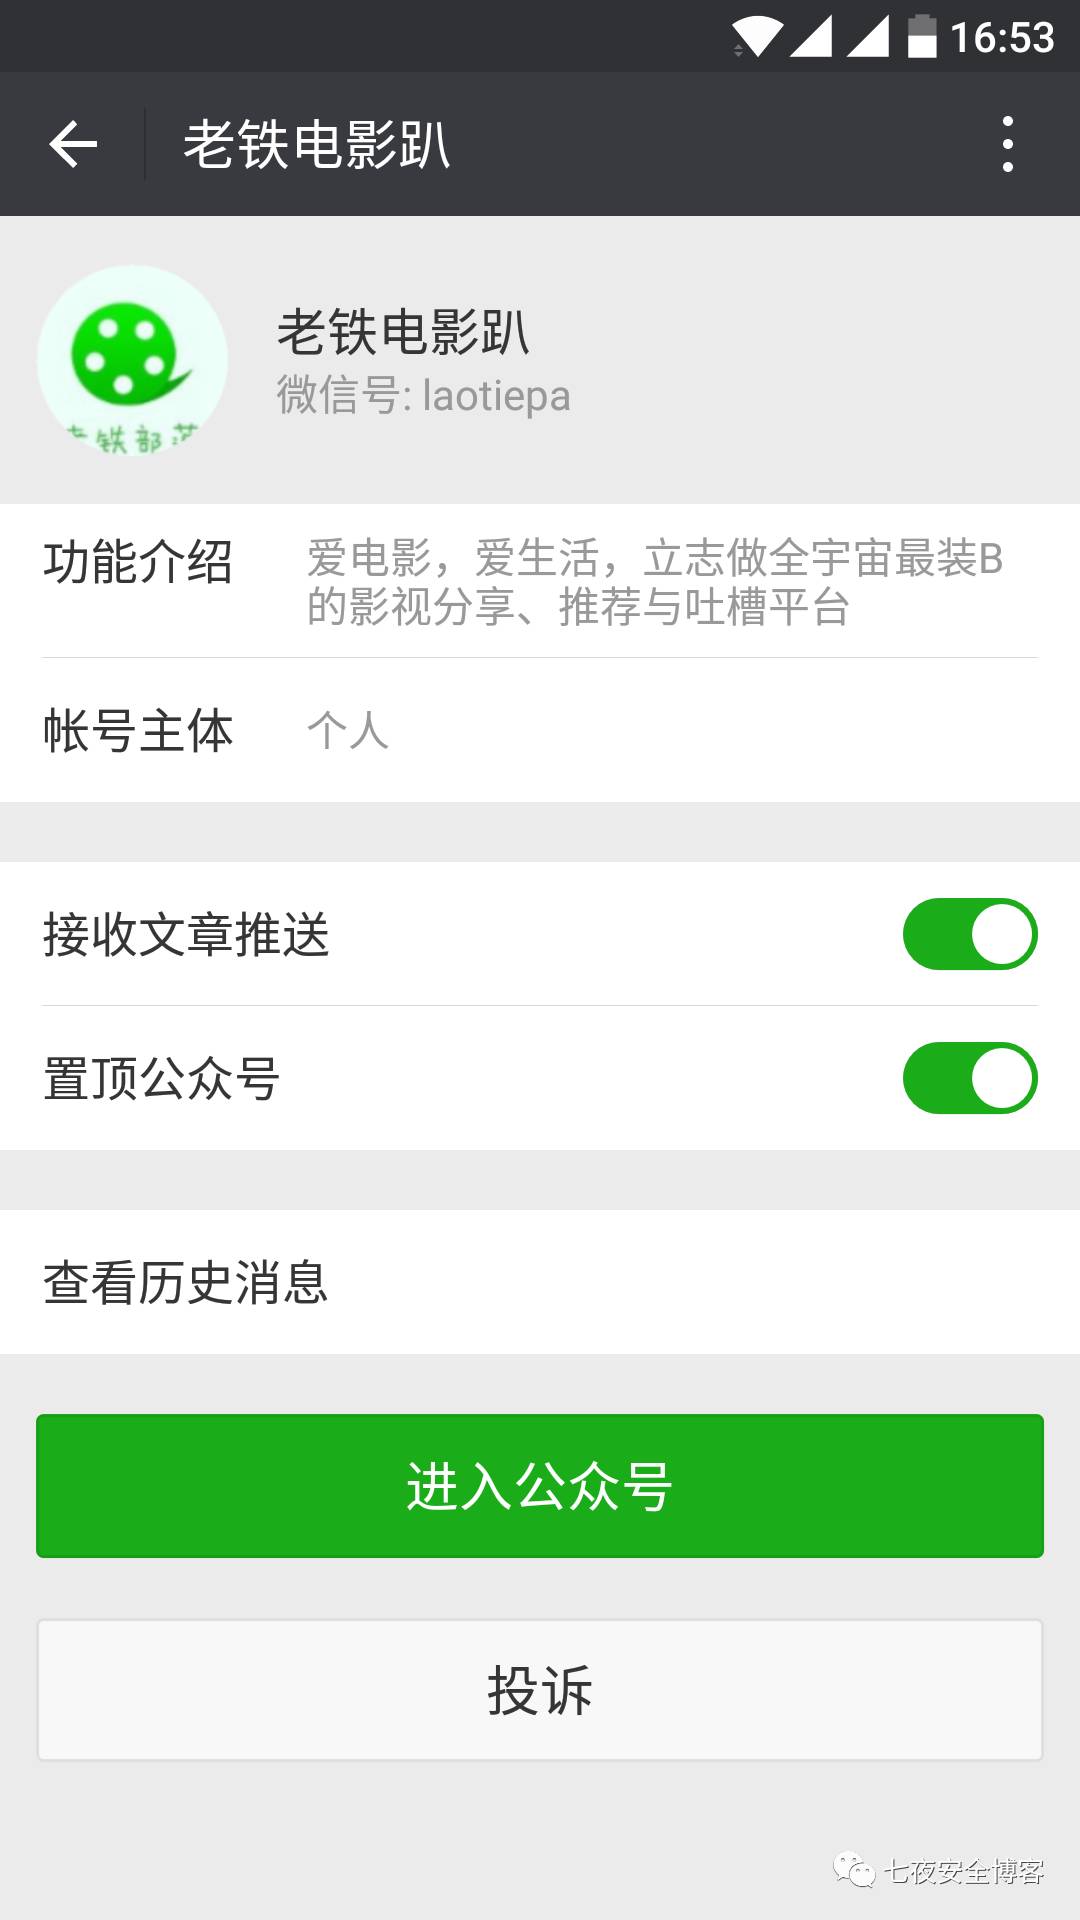 16:53
老铁电影趴
老铁电影趴
微信号: laotiepa
老铁部落
功能介绍
爱电影，爱生活，立志做全宇宙最装B
的影视分享、推荐与吐槽平台
帐号主体
个人
接收文章推送
置顶公众号
查看历史消息
进入公众号
投诉
七夜安全博客